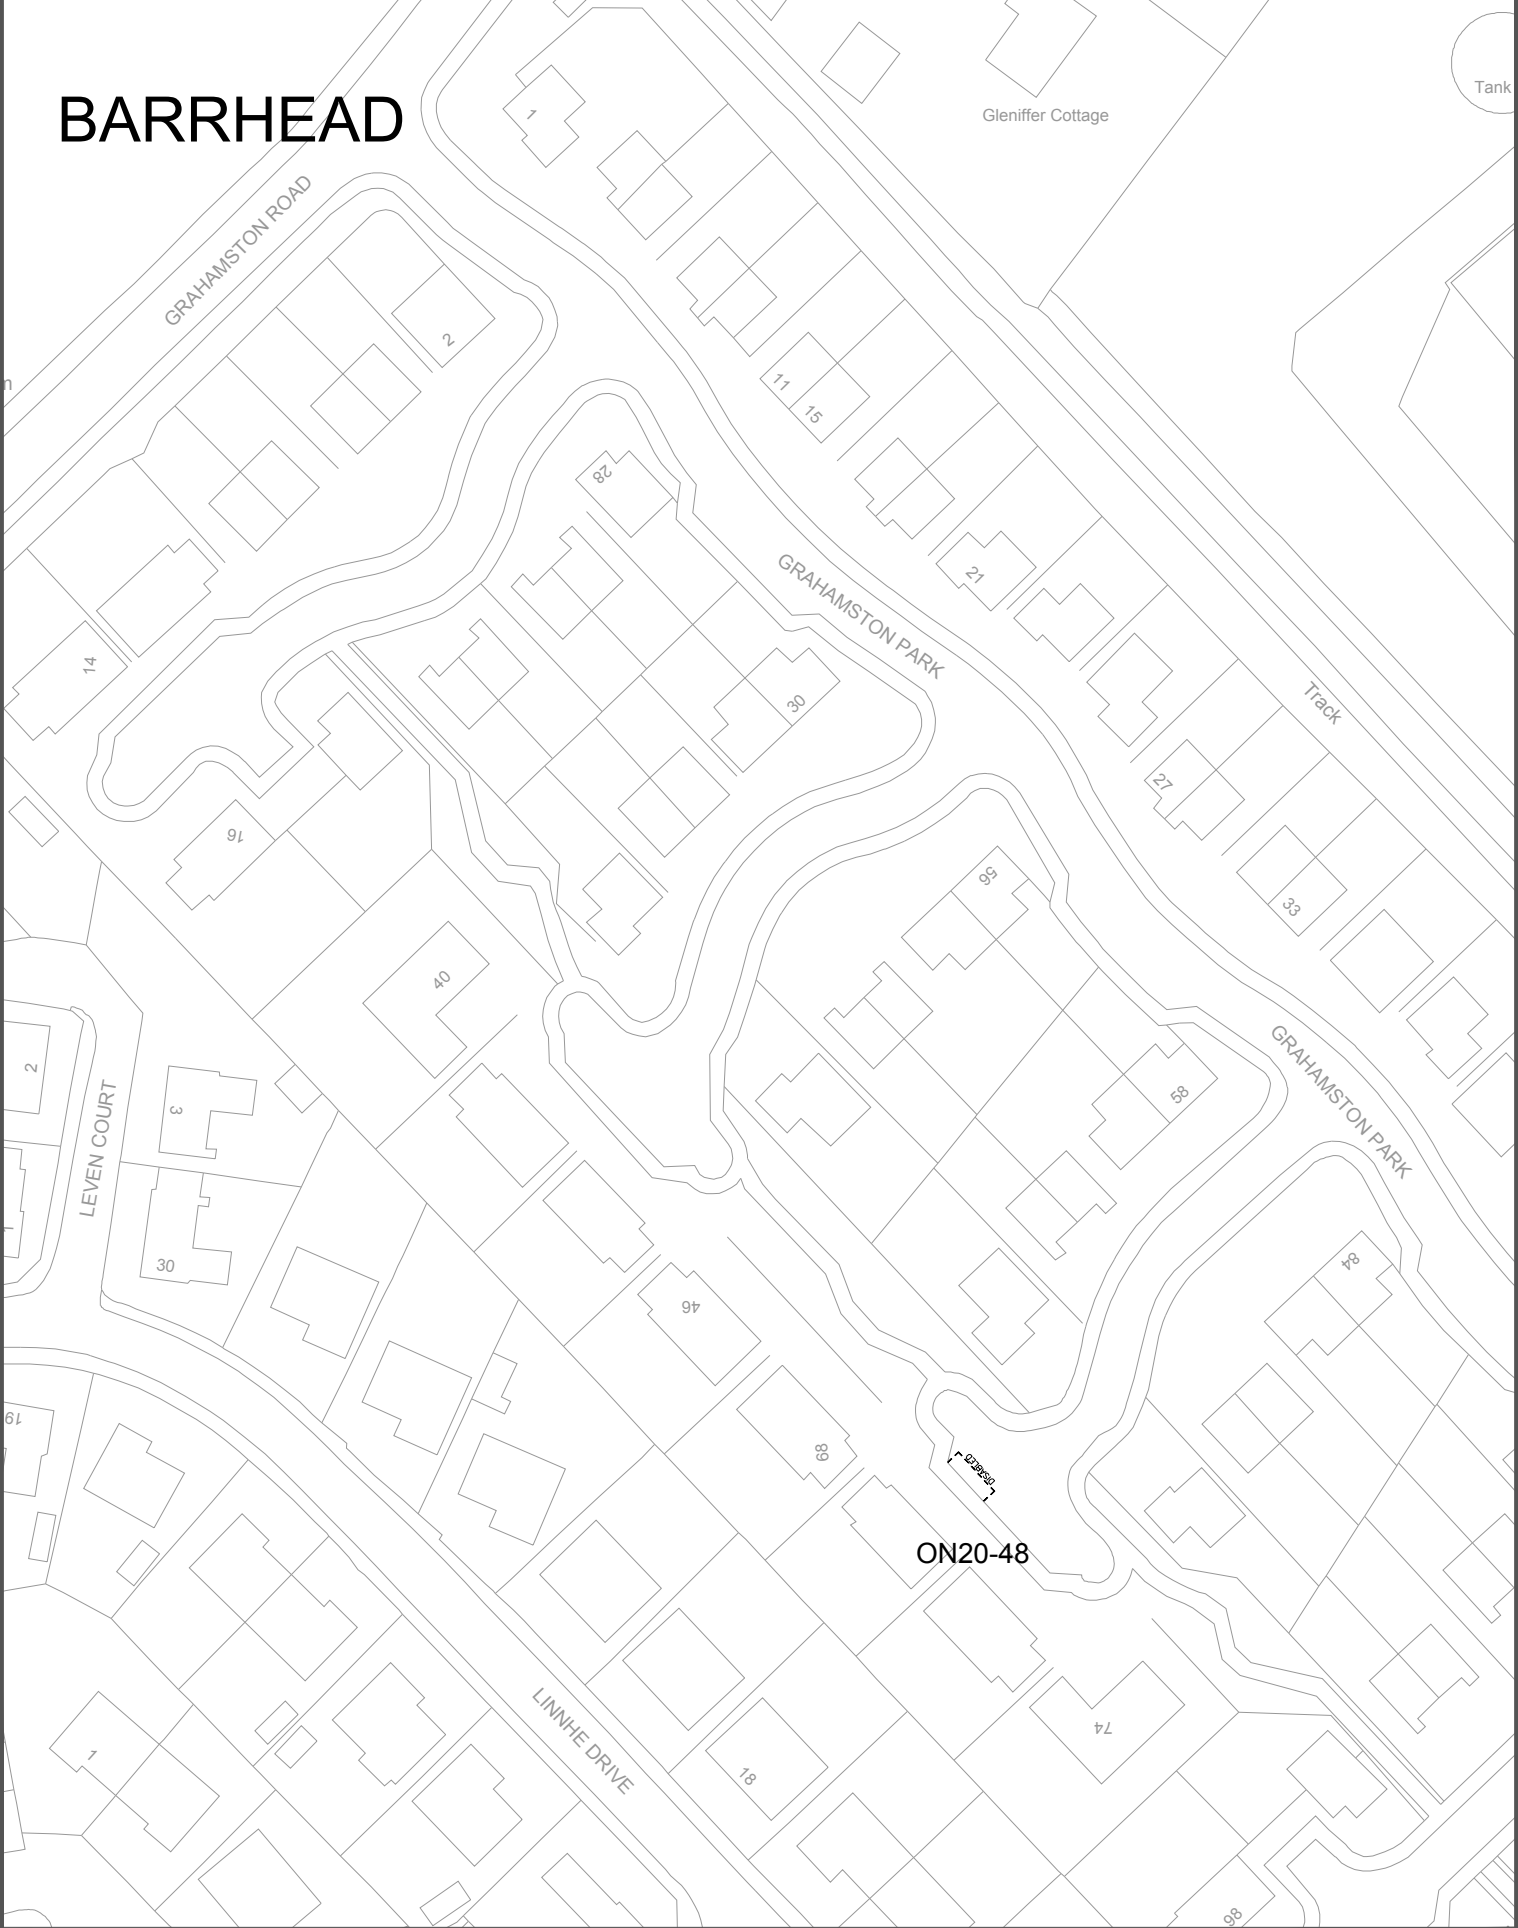 BARRHEAD
Tank
Gleniffer Cottage
1
GRAHAMSTON ROAD
2
11
15
28
21
GRAHAMSTON PARK
14
30
Track
27
16
56
33
40
2
3
LEVEN COURT
GRAHAMSTON PARK
58
30
46
84
19
68
DISABLED
ON20-48
LINNHE DRIVE
74
1
18
98